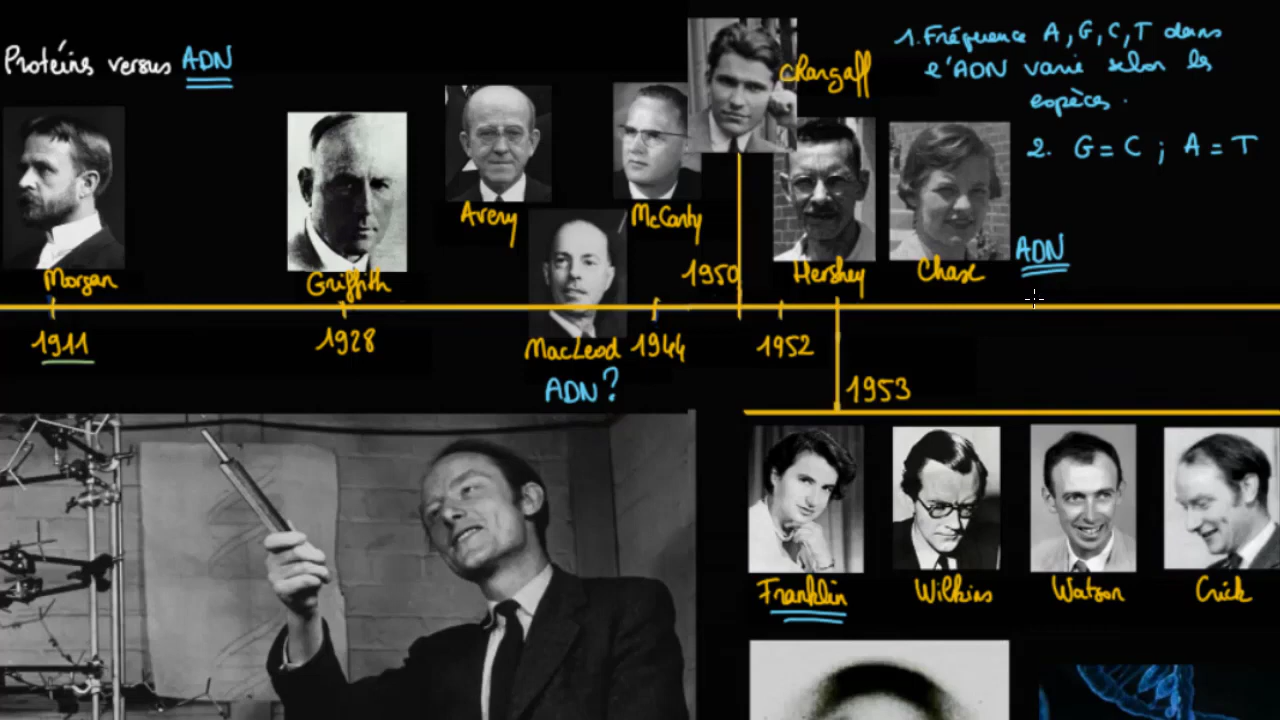 Protéins versus ADN
Chargaff
1. Fréquence A, G, C, T dans
l'ADN varie selon les
espèces.
2. G = C ; A = T
Morgan
Griffith
Avery
McCarty
Hershey
Chase
ADN
1950
1911
1928
MacLeod
1944
1952
ADN ?
1953
Franklin
Wilkins
Watson
Crick